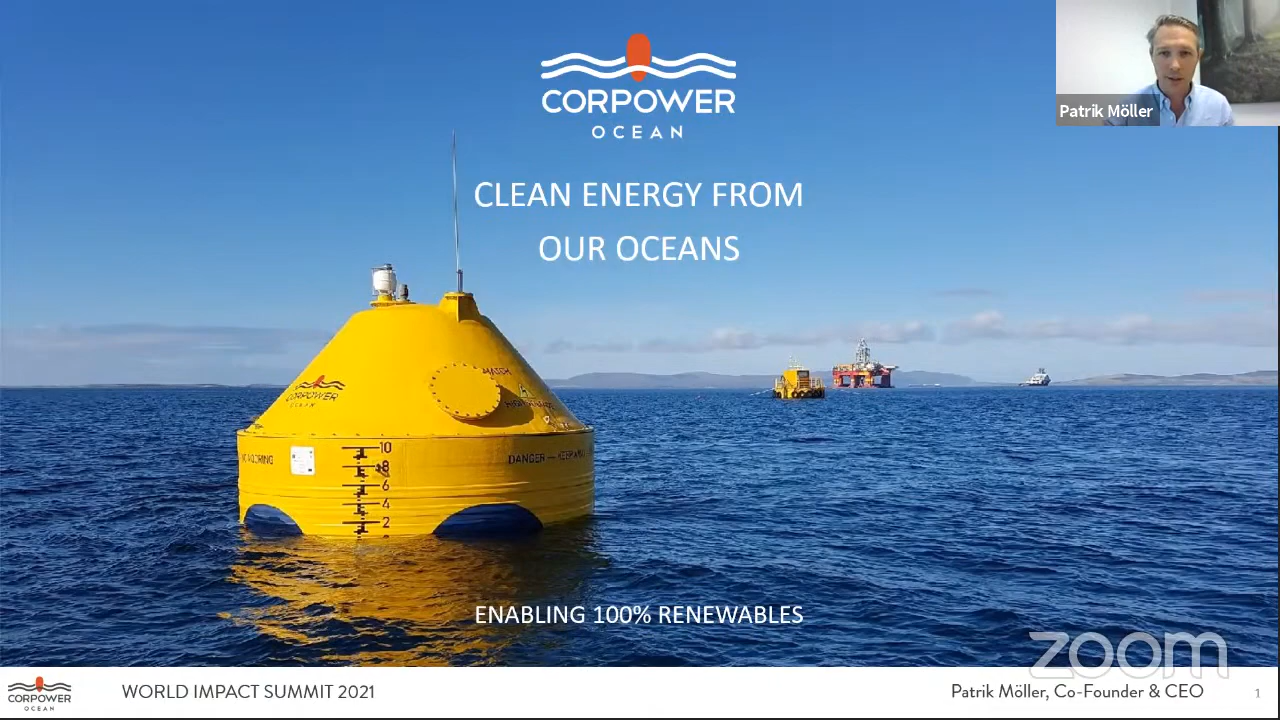 CORPOWER
OCEAN
Patrik Möller
CLEAN ENERGY FROM
OUR OCEANS
CORPOWER
OCEAN
10
8
6
4
2
MOORING
DANGER
ENABLING 100% RENEWABLES
zoom
CORPOWER
OCEAN
WORLD IMPACT SUMMIT 2021
Patrik Möller, Co-Founder & CEO
1